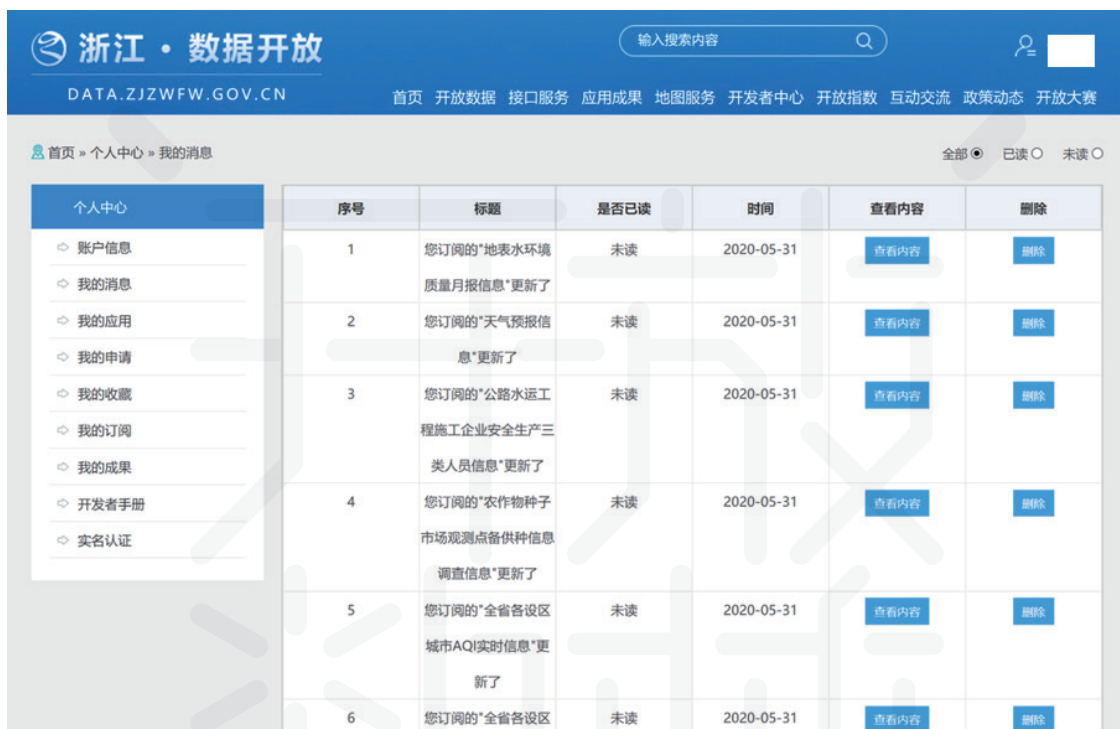 浙江·数据开放
输入搜索内容
DATA.ZJZWFW.GOV.CN
首页 开放数据 接口服务 应用成果 地图服务 开发者中心 开放指数 互动交流 政策动态 开放大赛
首页 » 个人中心 » 我的消息
全部 已读 未读
个人中心
账户信息
我的消息
我的应用
我的申请
我的收藏
我的订阅
我的成果
开发者手册
实名认证
序号 标题 是否已读 时间 查看内容 删除
1 您订阅的"地表水环境 未读 2020-05-31 查看内容 删除
质量月报信息"更新了
2 您订阅的"天气预报信 未读 2020-05-31 查看内容 删除
息"更新了
3 您订阅的"公路水运工 未读 2020-05-31 查看内容 删除
程施工企业安全生产三
类人员信息"更新了
4 您订阅的"农作物种子 未读 2020-05-31 查看内容 删除
市场观测点备供种信息
调查信息"更新了
5 您订阅的"全省各设区 未读 2020-05-31 查看内容 删除
城市AQI实时信息"更
新了
6 您订阅的"全省各设区 未读 2020-05-31 查看内容 删除